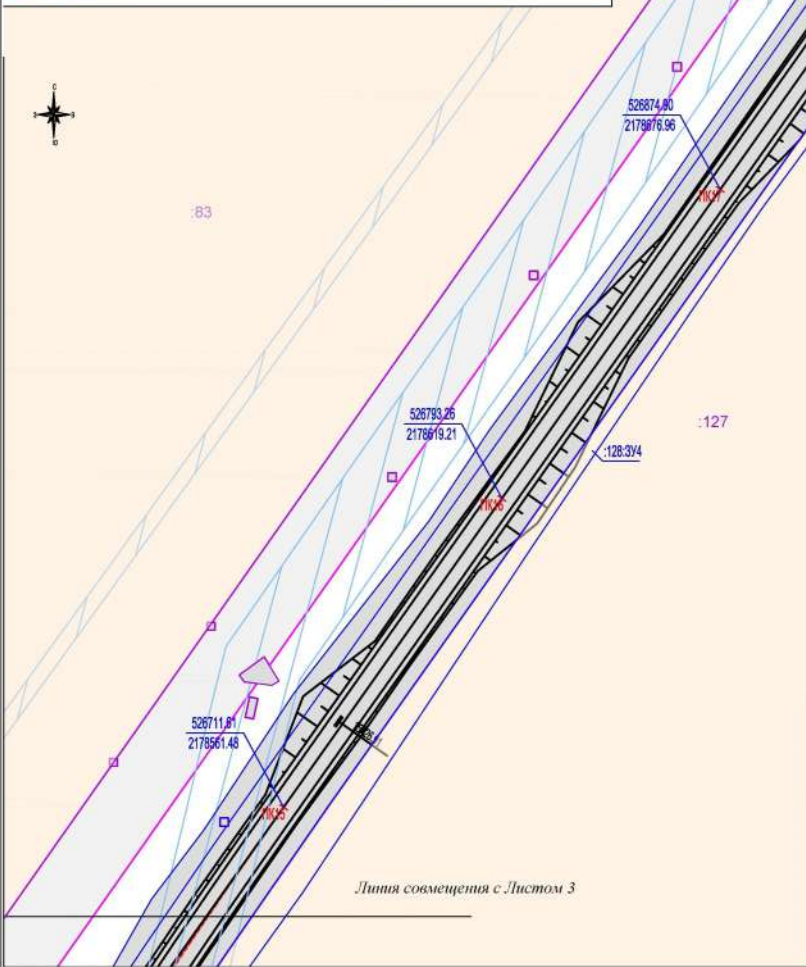 С
В
Ю
526874.90
2178676.96
ПК17
:83
526793.26
2178619.21
:127
:128:ЗУ4
ПК16
526711.61
2178561.48
ПК15
Линия совмещения с Листом 3